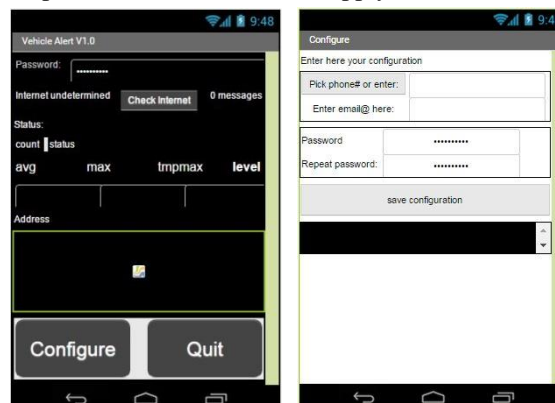 9:48
Vehicle Alert V1.0
Password: ••••••••••
Internet undetermined Check Internet 0 messages
Status:
count status
avg max tmpmax level
Address
Configure Quit
9:4
Configure
Enter here your configuration
Pick phone# or enter:
Enter email@ here:
Password ••••••••••
Repeat password: ••••••••••
save configuration